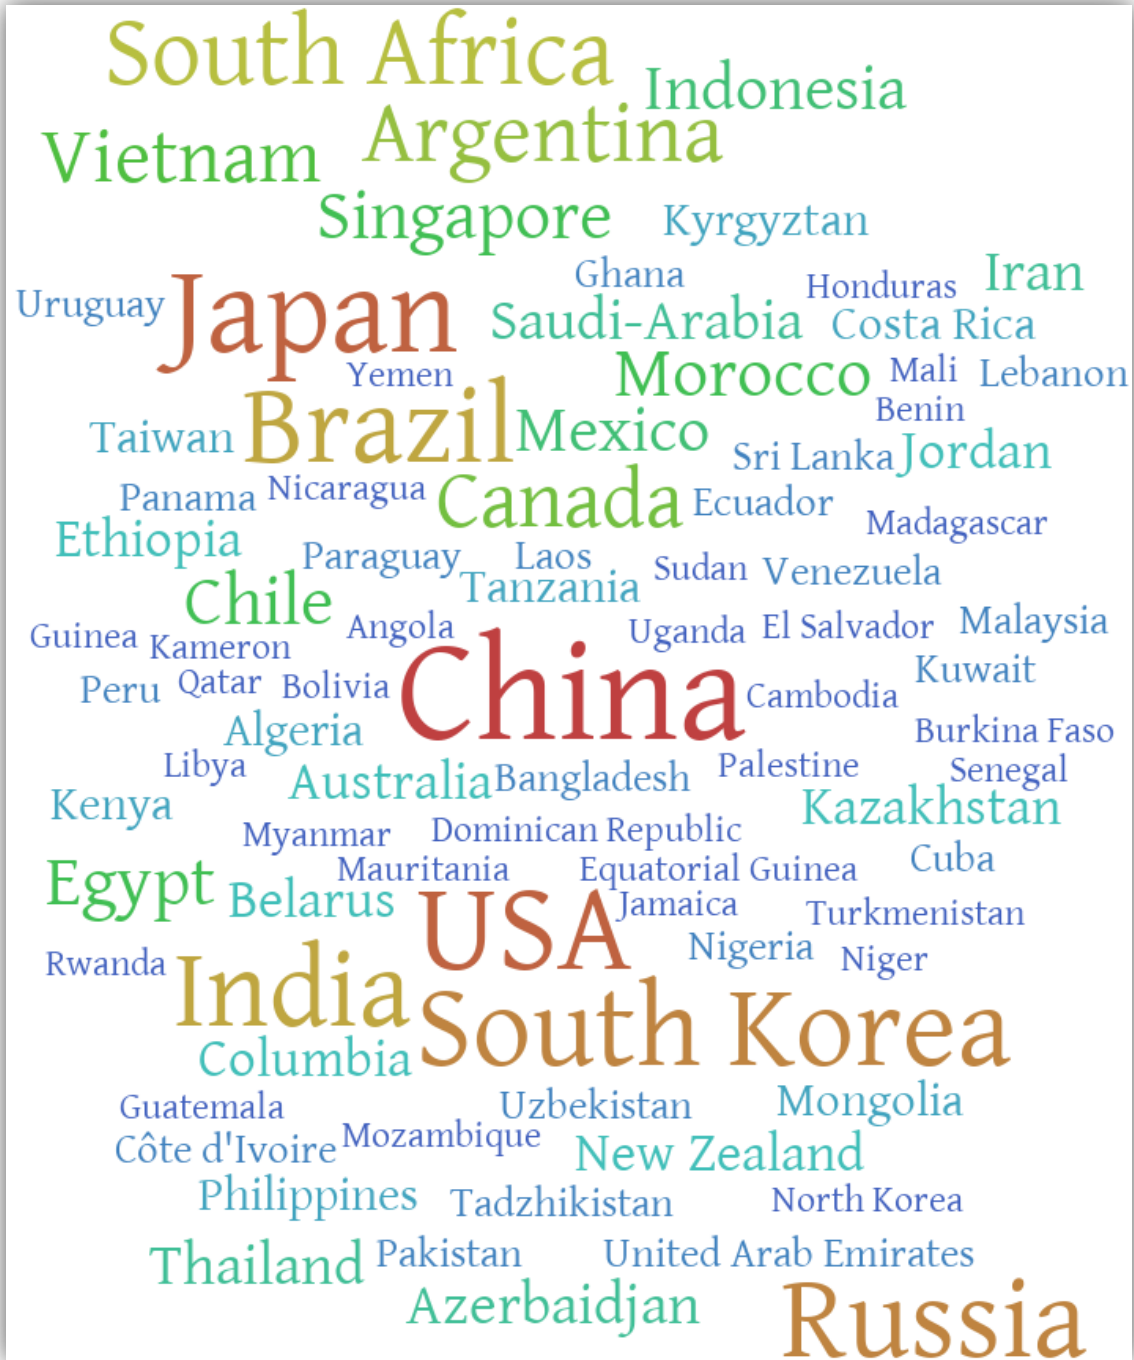 South Africa
Indonesia
Argentina
Vietnam
Singapore
Kyrgyztan
Iran
Ghana
Honduras
Uruguay
Japan
Saudi-Arabia
Costa Rica
Yemen
Morocco
Mali
Lebanon
Benin
Brazil
Mexico
Taiwan
Sri Lanka
Jordan
Panama
Nicaragua
Canada
Ecuador
Madagascar
Ethiopia
Paraguay
Laos
Sudan
Venezuela
Tanzania
Chile
Guinea
Kameron
Angola
Uganda
El Salvador
Malaysia
China
Kuwait
Peru
Qatar
Bolivia
Cambodia
Algeria
Burkina Faso
Libya
Australia
Bangladesh
Palestine
Senegal
Kenya
Kazakhstan
Myanmar
Dominican Republic
Mauritania
Equatorial Guinea
Cuba
Egypt
Belarus
USA
Jamaica
Turkmenistan
Nigeria
Niger
Rwanda
India
South Korea
Columbia
Guatemala
Uzbekistan
Mongolia
Côte d'Ivoire
Mozambique
New Zealand
Philippines
Tadzhikistan
North Korea
Thailand
Pakistan
United Arab Emirates
Azerbaidjan
Russia